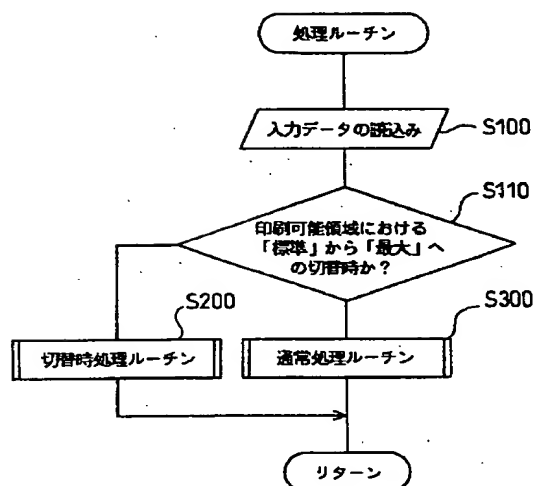 処理ルーチン
入力データの読込み
S100
S110
印刷可能領域における
「標準」から「最大」へ
の切替時か？
S200
S300
切替時処理ルーチン
通常処理ルーチン
リターン